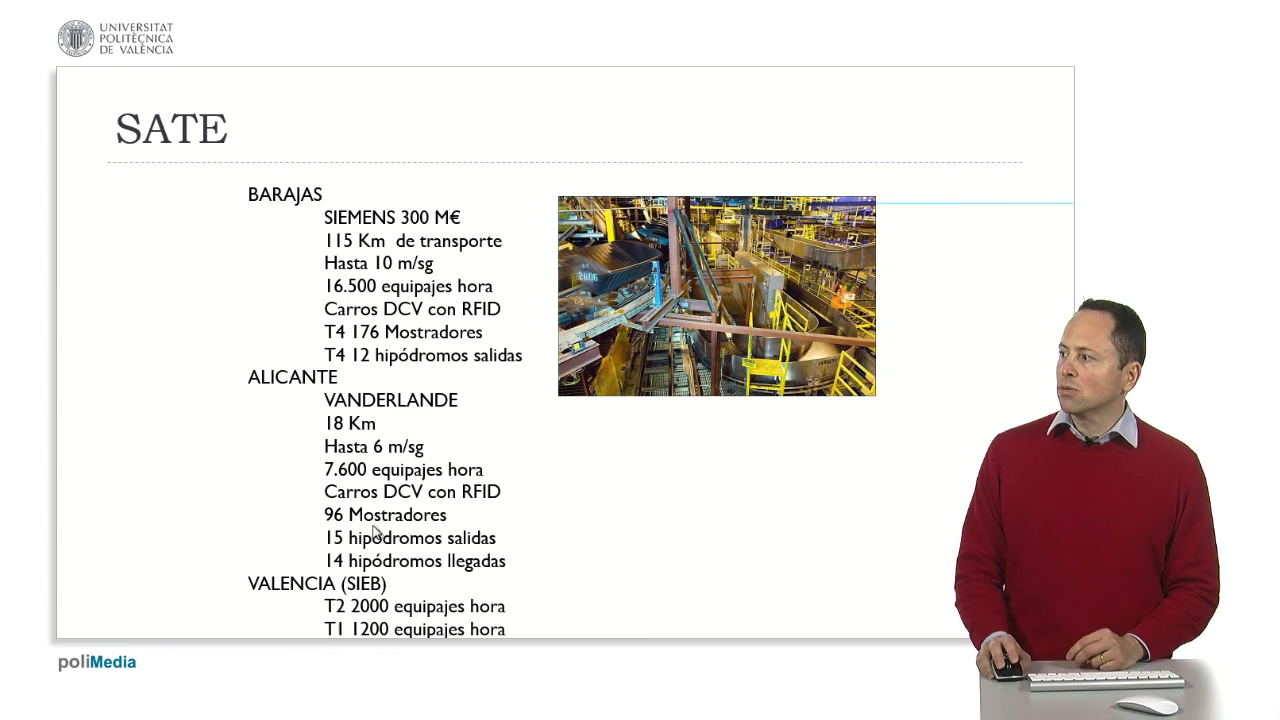 UNIVERSITAT
POLITÈCNICA
DE VALÈNCIA
SATE
BARAJAS
SIEMENS 300 M€
115 Km de transporte
Hasta 10 m/sg
16.500 equipajes hora
Carros DCV con RFID
T4 176 Mostradores
T4 12 hipódromos salidas
ALICANTE
VANDERLANDE
18 Km
Hasta 6 m/sg
7.600 equipajes hora
Carros DCV con RFID
96 Mostradores
15 hipódromos salidas
14 hipódromos llegadas
VALENCIA (SIEB)
T2 2000 equipajes hora
T1 1200 equipajes hora
poliMedia